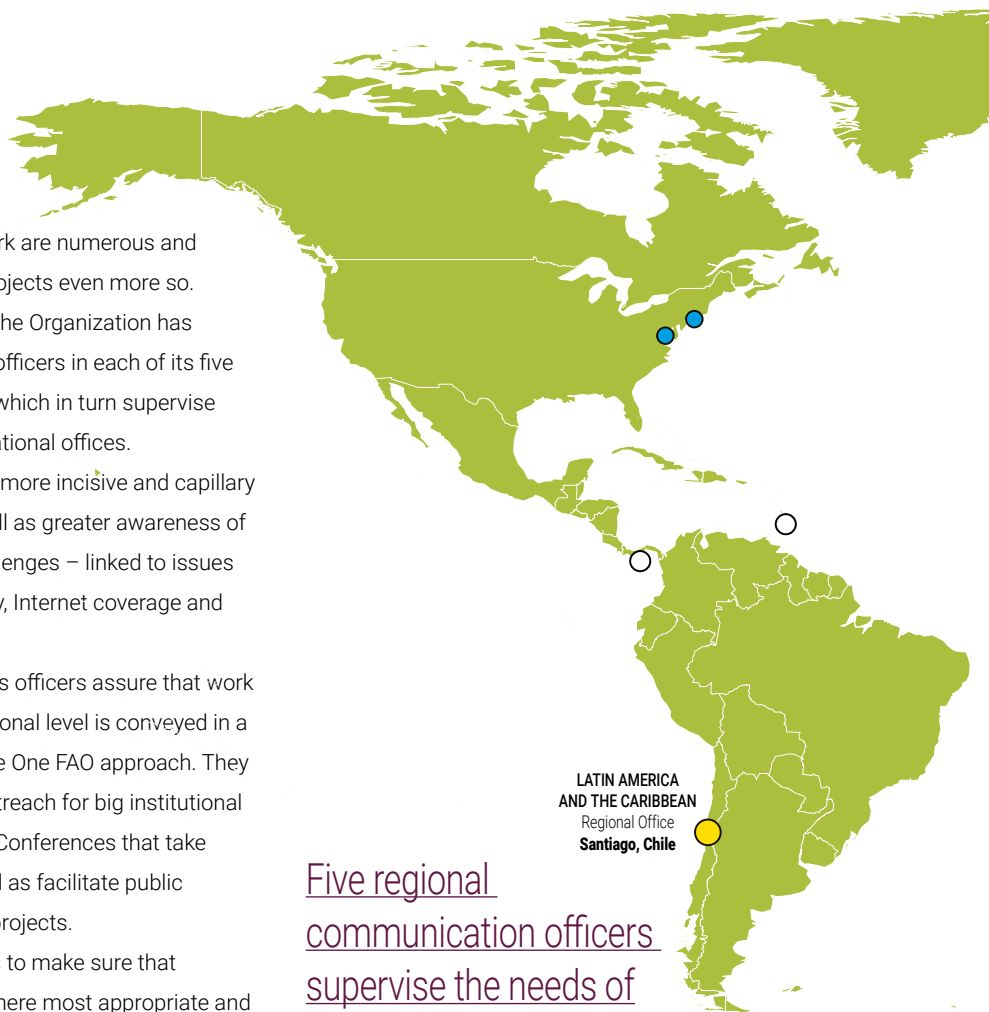 rk are numerous and
ojects even more so.
he Organization has
officers in each of its five
which in turn supervise
ational offices.
more incisive and capillary
ll as greater awareness of
lenges – linked to issues
y, Internet coverage and
s officers assure that work
onal level is conveyed in a
e One FAO approach. They
treach for big institutional
Conferences that take
d as facilitate public
projects.
s to make sure that
here most appropriate and
LATIN AMERICA
AND THE CARIBBEAN
Regional Office
Santiago, Chile
Five regional
communication officers
supervise the needs of